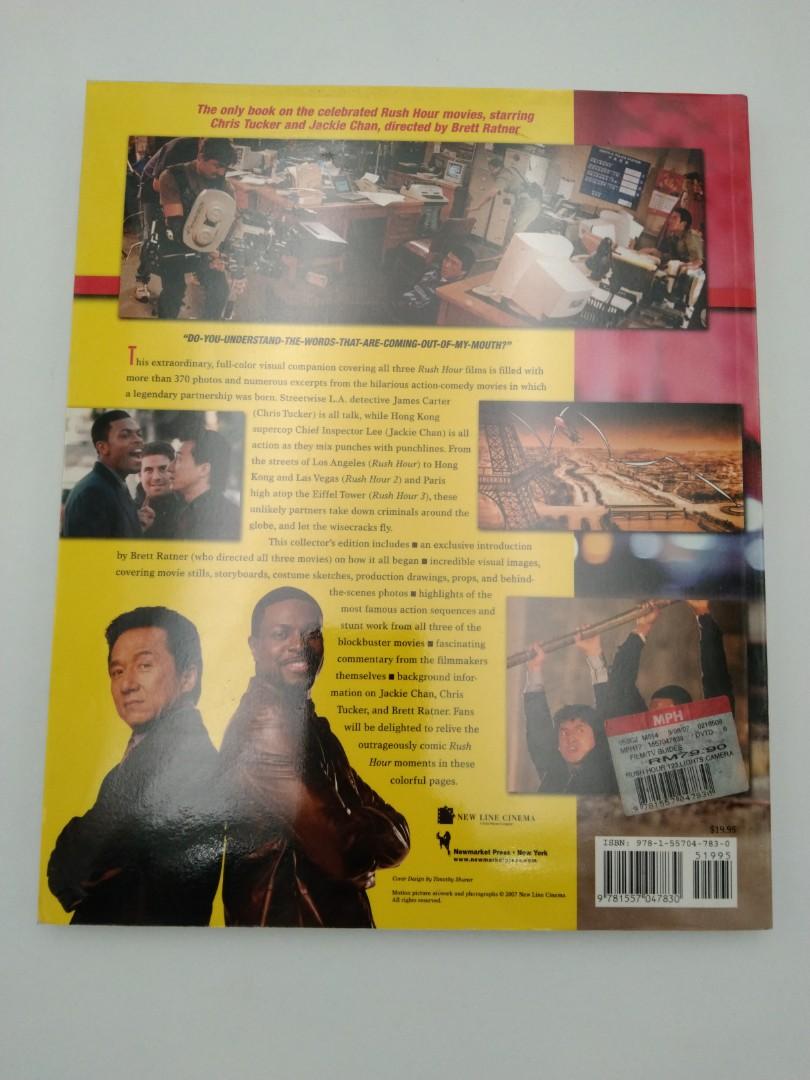 The only book on the celebrated Rush Hour movies, starring
Chris Tucker and Jackie Chan, directed by Brett Ratner
"DO-YOU-UNDERSTAND-THE-WORDS-THAT-ARE-COMING-OUT-OF-MY-MOUTH?"
This extraordinary, full-color visual companion covering all three Rush Hour films is filled with
more than 370 photos and numerous excerpts from the hilarious action-comedy movies in which
a legendary partnership was born. Streetwise L.A. detective James Carter
(Chris Tucker) is all talk, while Hong Kong
supercop Chief Inspector Lee (Jackie Chan) is all
action as they mix punches with punchlines. From
the streets of Los Angeles (Rush Hour) to Hong
Kong and Las Vegas (Rush Hour 2) and Paris
high atop the Eiffel Tower (Rush Hour 3), these
unlikely partners take down criminals around the
globe, and let the wisecracks fly.
This collector's edition includes ■ an exclusive introduction
by Brett Ratner (who directed all three movies) on how it all began ■ incredible visual images,
covering movie stills, storyboards, costume sketches, production drawings, props, and behind-
the-scenes photos ■ highlights of the
most famous action sequences and
stunt work from all three of the
blockbuster movies ■ fascinating
commentary from the filmmakers
themselves ■ background infor-
mation on Jackie Chan, Chris
Tucker, and Brett Ratner. Fans
will be delighted to relive the
outrageously comic Rush
Hour moments in these
colorful pages.
MPH
FILM/TV GUIDES
RM79.90
RUSH HOUR 123,LIGHTS,CAMERA
9781557047830
NEW LINE CINEMA
Newmarket Press • New York
www.newmarketpress.com
Cover Design by Timothy Shaner
Motion picture artwork and photographs © 2007 New Line Cinema
All rights reserved.
$19.95
ISBN: 978-1-55704-783-0
51995
9 781557 047830